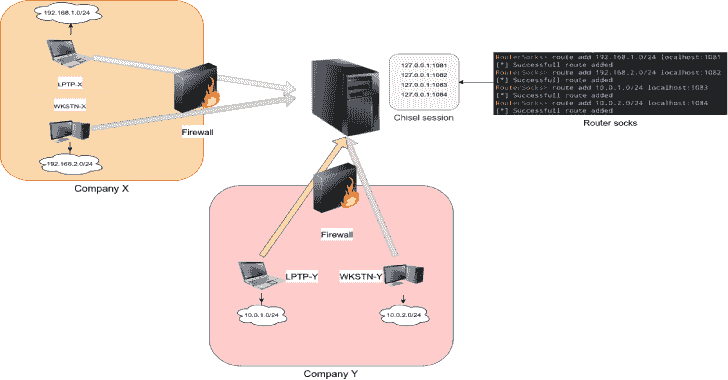 192.168.1.0/24
LPTP-X
WKSTN-X
192.168.2.0/24
Firewall
Company X
127.0.0.1:1081
127.0.0.1:1082
127.0.0.1:1083
127.0.0.1:1084
Chisel session
RouterSocks> route add 192.168.1.0/24 localhost:1081
[*] Successfull route added
RouterSocks> route add 192.168.2.0/24 localhost:1082
[*] Successfull route added
RouterSocks> route add 10.0.1.0/24 localhost:1083
[*] Successfull route added
RouterSocks> route add 10.0.2.0/24 localhost:1084
[*] Successfull route added
Router socks
Firewall
LPTP-Y
WKSTN-Y
10.0.1.0/24
10.0.2.0/24
Company Y